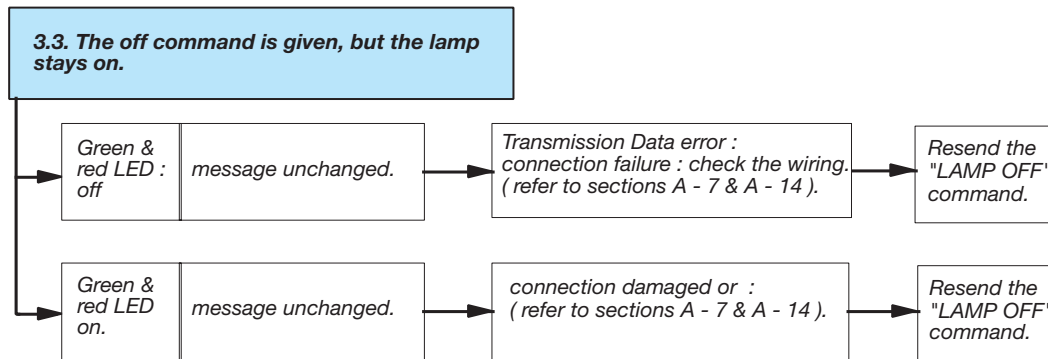 3.3. The off command is given, but the lamp
stays on.
Green &
red LED :
off
message unchanged.
Transmission Data error :
connection failure : check the wiring.
( refer to sections A - 7 & A - 14 ).
Resend the
"LAMP OFF"
command.
Green &
red LED
on.
message unchanged.
connection damaged or :
( refer to sections A - 7 & A - 14 ).
Resend the
"LAMP OFF"
command.